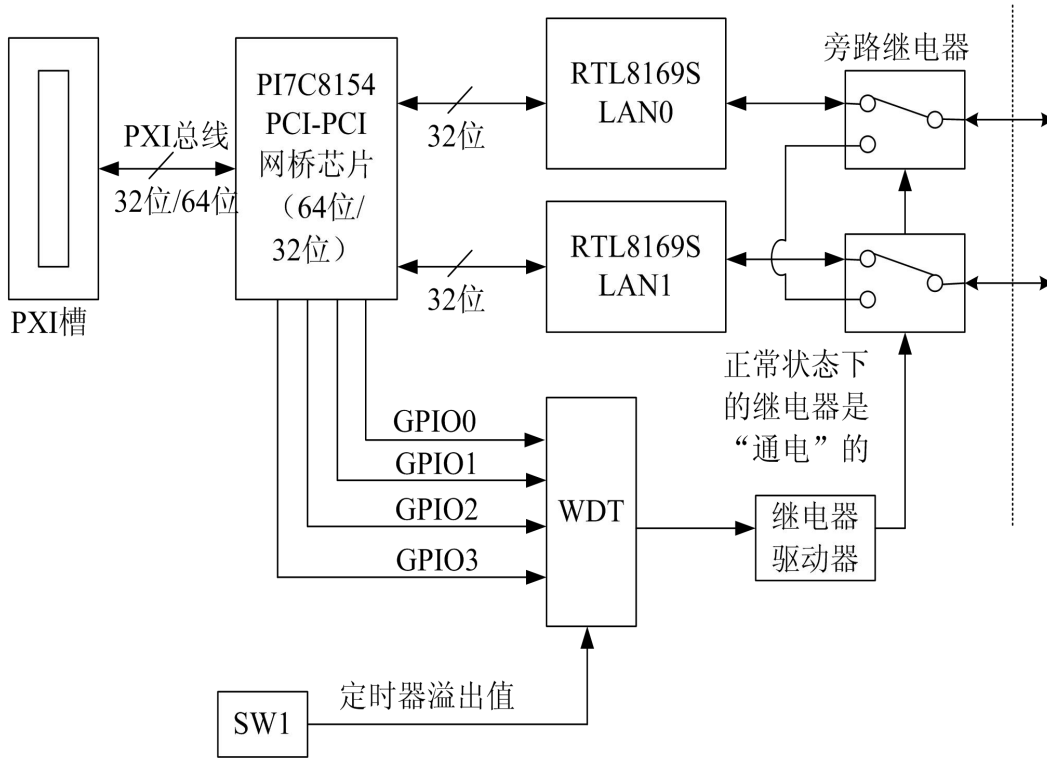 PXI槽
PXI总线
32位/64位
PI7C8154
PCI-PCI
网桥芯片
（64位/
32位）
32位
32位
RTL8169S
LAN0
RTL8169S
LAN1
旁路继电器
正常状态下
的继电器是
“通电”的
GPIO0
GPIO1
GPIO2
GPIO3
WDT
继电器
驱动器
SW1
定时器溢出值